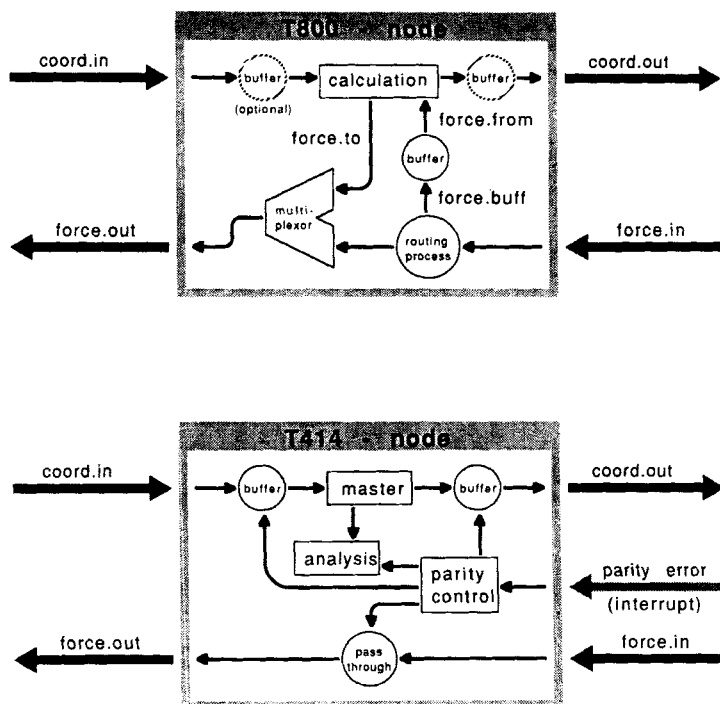 T800 - node
coord.in
coord.out
buffer
calculation
buffer
(optional)
force.to
force.from
buffer
multi-
plexor
force.buff
force.out
routing
process
force.in
T414 - node
coord.in
coord.out
buffer
master
buffer
analysis
parity
control
parity error
(interrupt)
force.out
pass
through
force.in